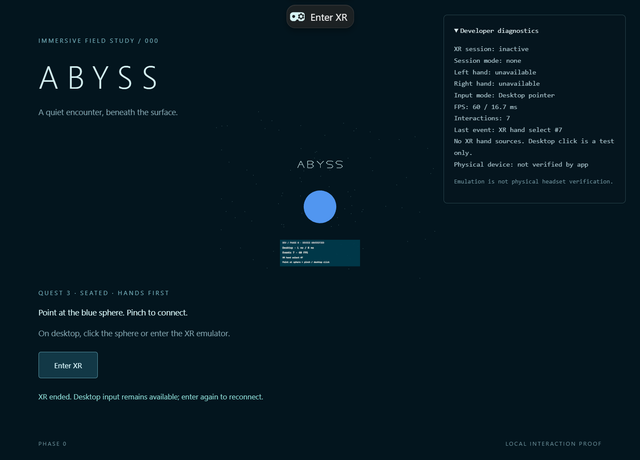 Enter XR
IMMERSIVE FIELD STUDY / 000
ABYSS
A quiet encounter, beneath the surface.
▼ Developer diagnostics
XR session: inactive
Session mode: none
Left hand: unavailable
Right hand: unavailable
Input mode: Desktop pointer
FPS: 60 / 16.7 ms
Interactions: 7
Last event: XR hand select #7
No XR hand sources. Desktop click is a test
only.
Physical device: not verified by app
Emulation is not physical headset verification.
ABYSS
QUEST 3 · SEATED · HANDS FIRST
Point at the blue sphere. Pinch to connect.
On desktop, click the sphere or enter the XR emulator.
Enter XR
XR ended. Desktop input remains available; enter again to reconnect.
PHASE 0
LOCAL INTERACTION PROOF